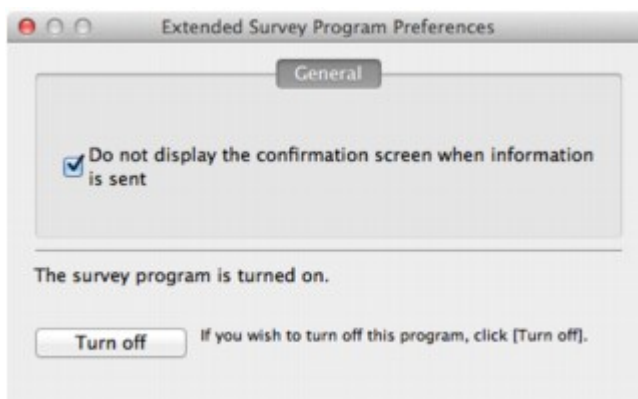 Extended Survey Program Preferences
General
Do not display the confirmation screen when information
is sent
The survey program is turned on.
Turn off
If you wish to turn off this program, click [Turn off].